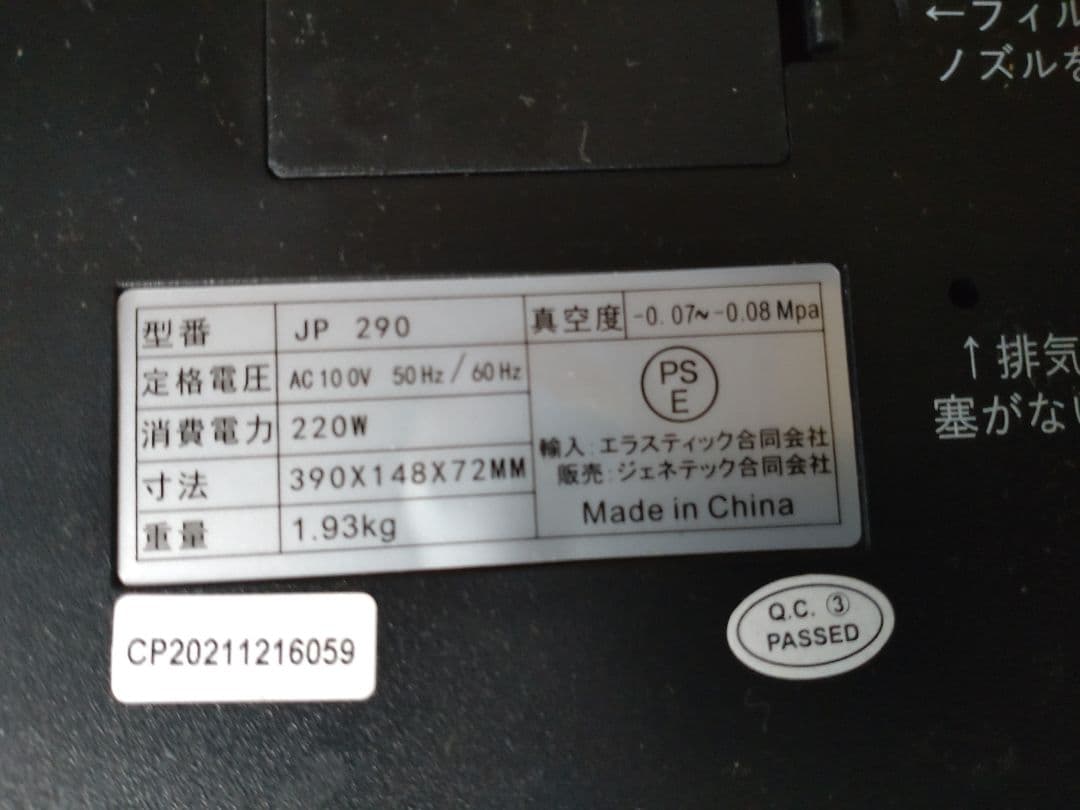 ←フィル
ノズルを
型番 JP 290 真空度 -0.07~-0.08 Mpa
定格電圧 AC100V 50Hz/60Hz
消費電力 220W
寸法 390X148X72MM
重量 1.93kg
PS
E
輸入:エラスティック合同会社
販売:ジェネテック合同会社
Made in China
↑排気
塞がない
CP20211216059
Q.C. ③
PASSED